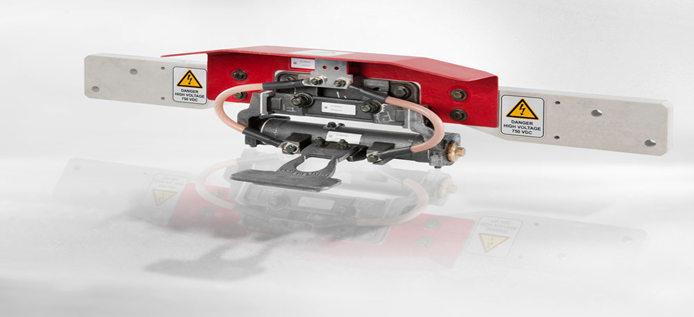 DANGER
HIGH VOLTAGE
750 VDC
DANGER
HIGH VOLTAGE
750 VDC